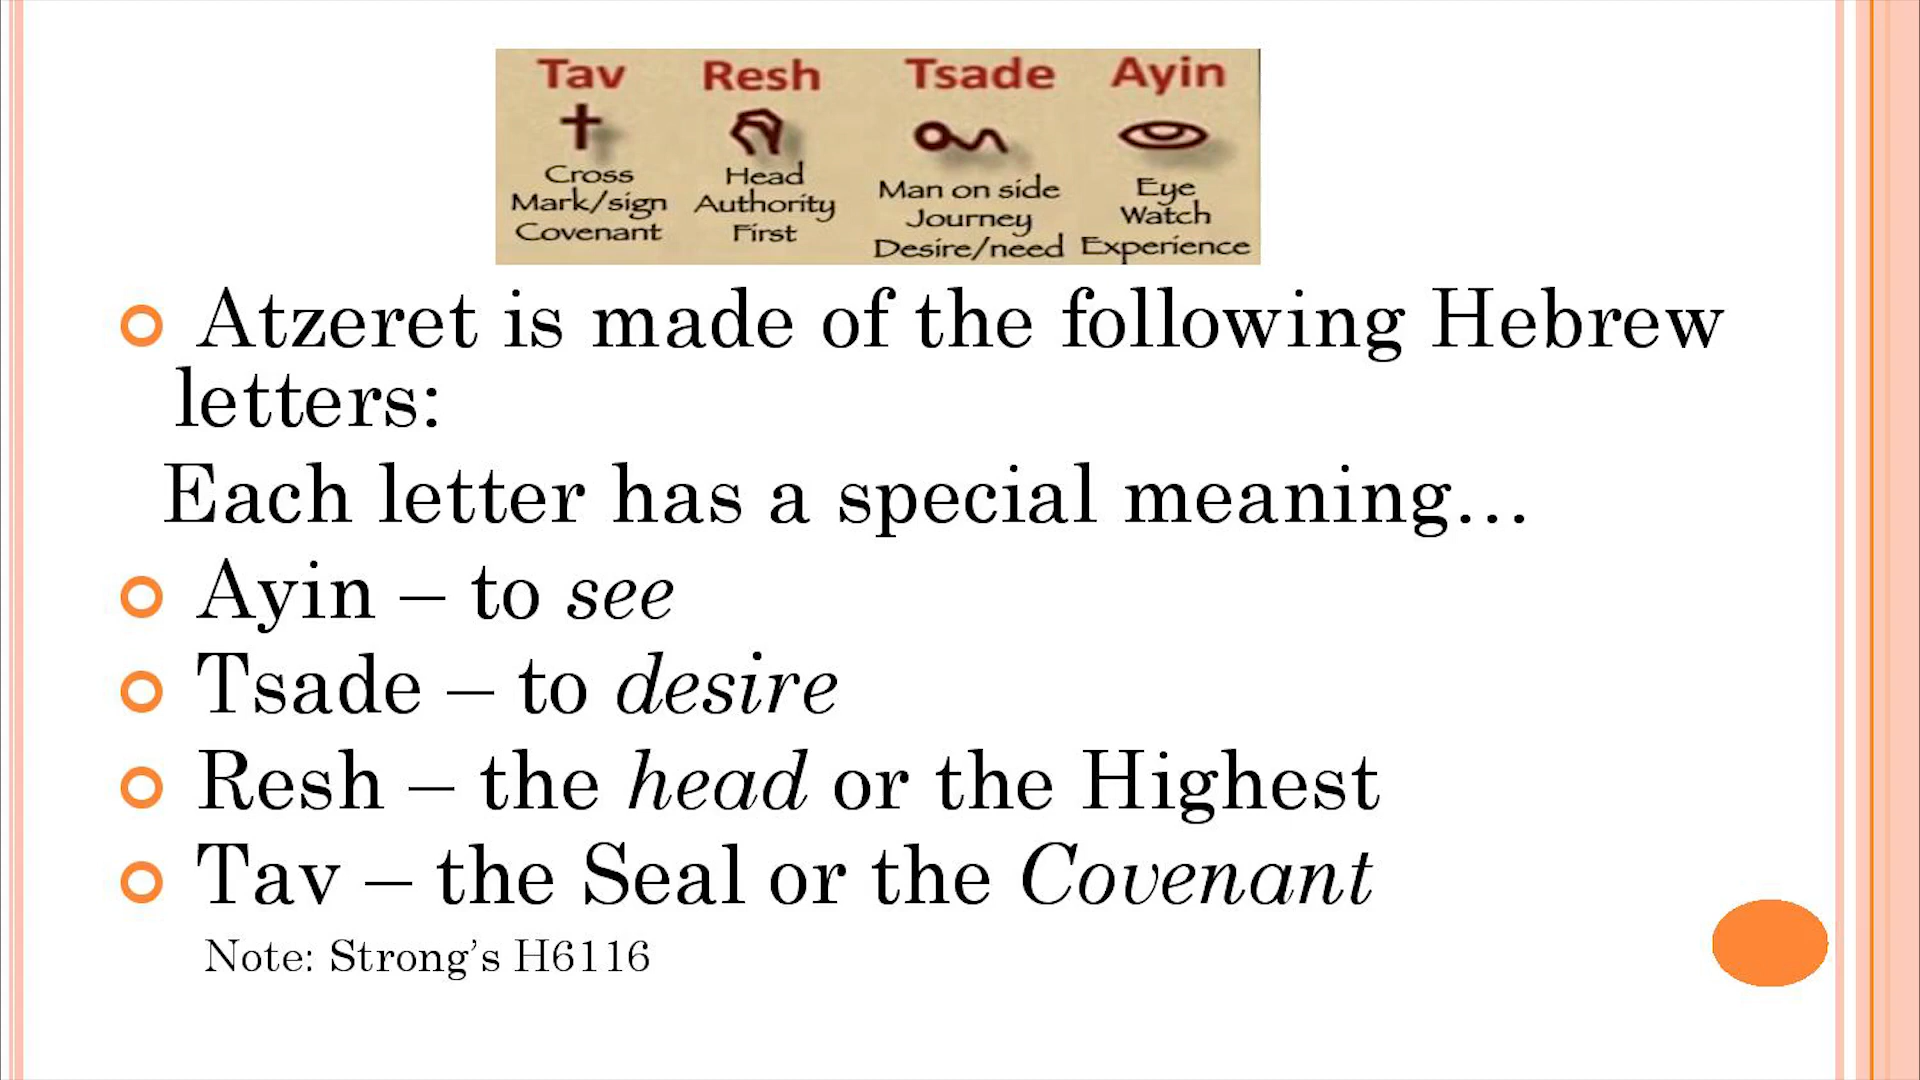 Tav Resh Tsade Ayin
Cross Head Man on side Eye
Mark/sign Authority Journey Watch
Covenant First Desire/need Experience
Atzeret is made of the following Hebrew
letters:
Each letter has a special meaning…
Ayin – to see
Tsade – to desire
Resh – the head or the Highest
Tav – the Seal or the Covenant
Note: Strong’s H6116